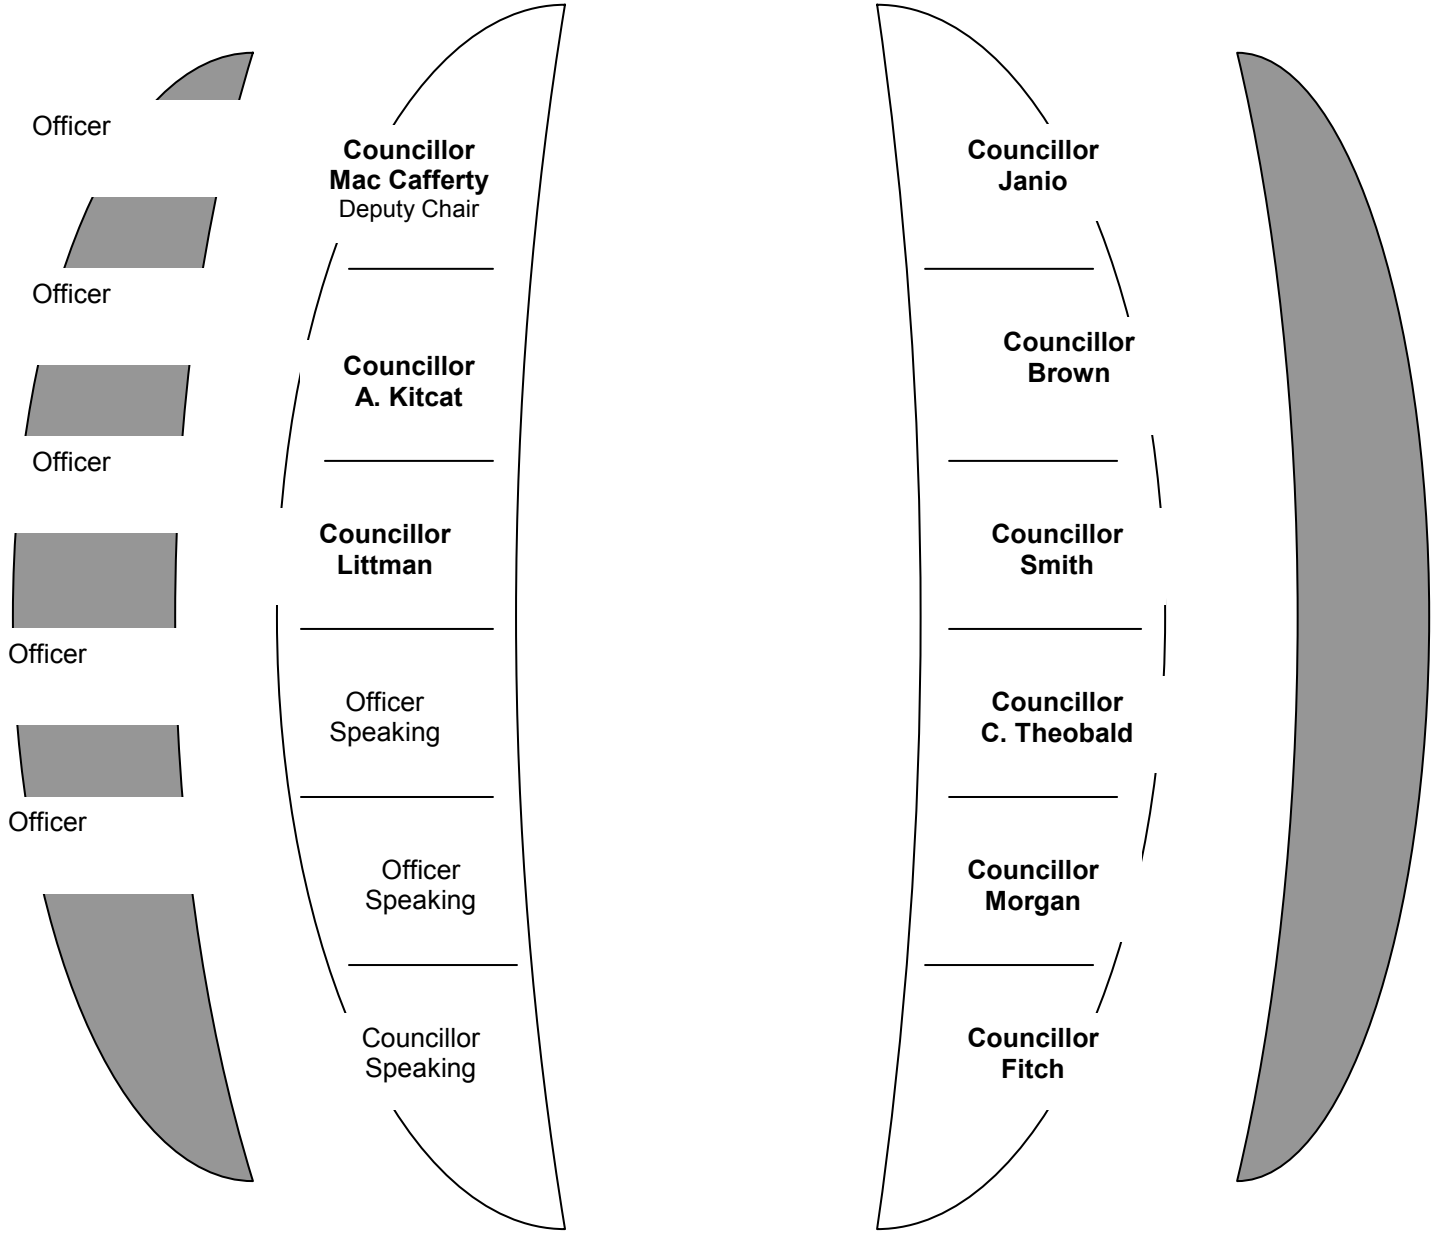 Officer
Officer
Officer
Officer
Officer
Councillor
Mac Cafferty
Deputy Chair
Councillor
A. Kitcat
Councillor
Littman
Officer
Speaking
Officer
Speaking
Councillor
Speaking
Councillor
Janio
Councillor
Brown
Councillor
Smith
Councillor
C. Theobald
Councillor
Morgan
Councillor
Fitch